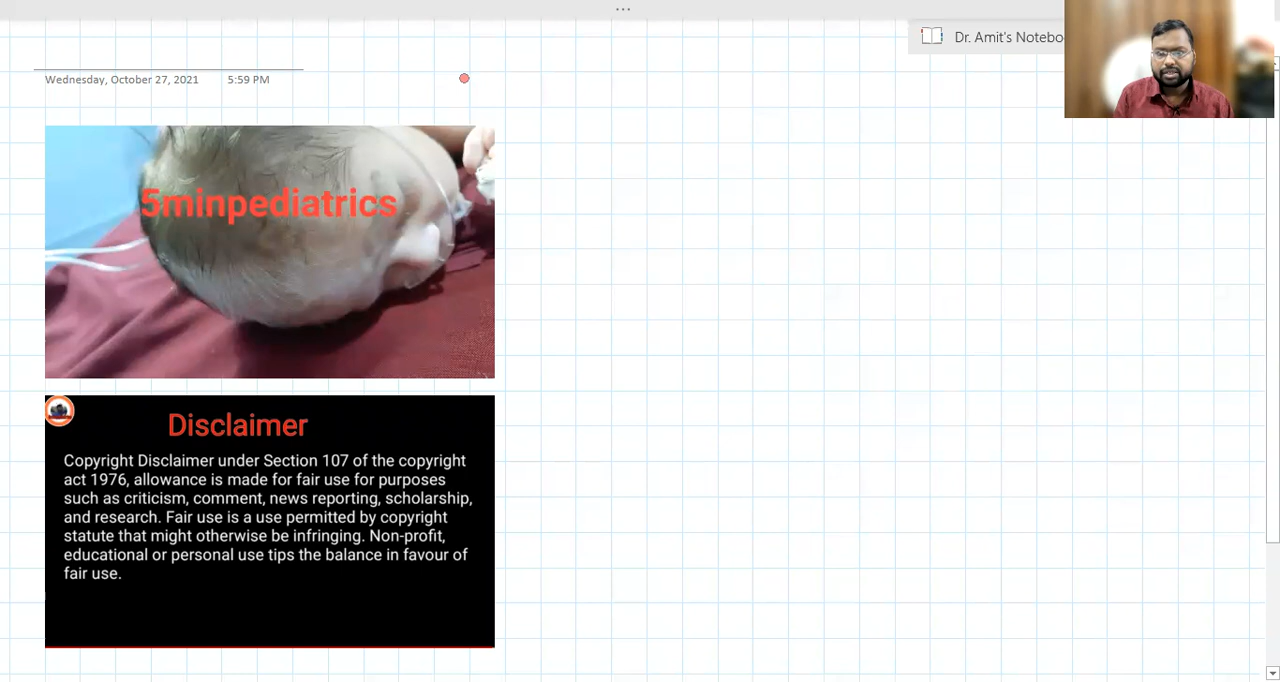 ...
Dr. Amit's Notebo
Wednesday, October 27, 2021 5:59 PM
5minpediatrics
Disclaimer
Copyright Disclaimer under Section 107 of the copyright
act 1976, allowance is made for fair use for purposes
such as criticism, comment, news reporting, scholarship,
and research. Fair use is a use permitted by copyright
statute that might otherwise be infringing. Non-profit,
educational or personal use tips the balance in favour of
fair use.